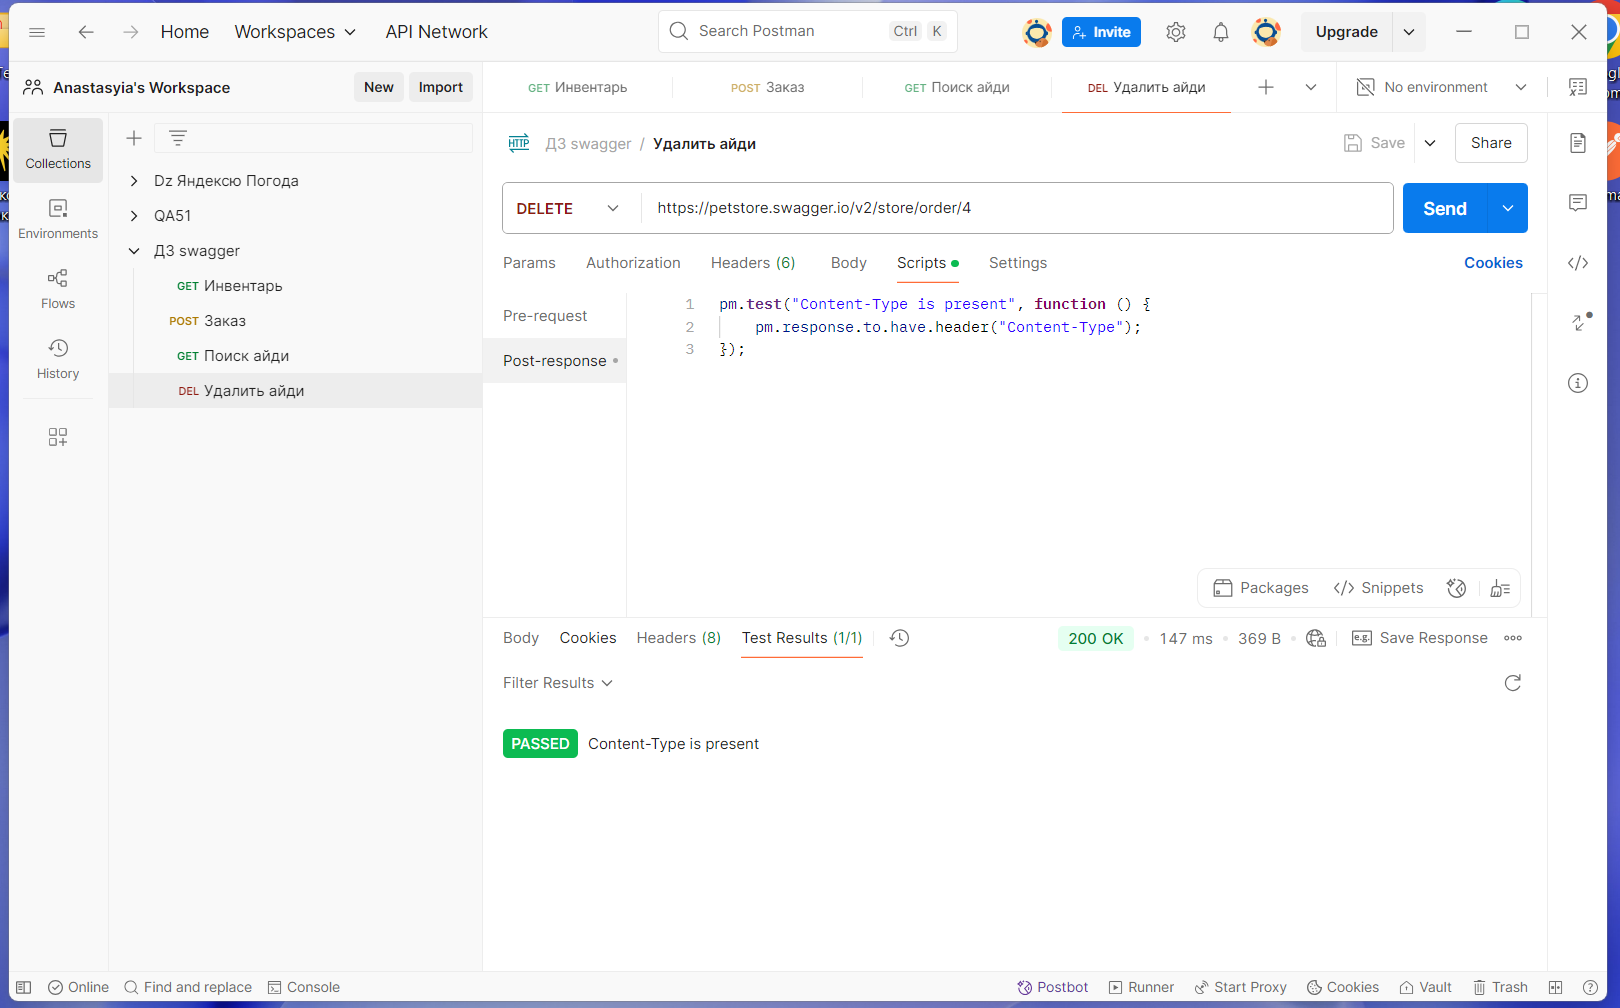 Home
Workspaces
API Network
Search Postman
Ctrl K
Invite
Upgrade
Anastasyia's Workspace
New
Import
GET Инвентарь
POST Заказ
GET Поиск айди
DEL Удалить айди
No environment
Collections
Environments
Flows
History
Dz Яндексю Погода
QA51
ДЗ swagger
GET Инвентарь
POST Заказ
GET Поиск айди
DEL Удалить айди
ДЗ swagger / Удалить айди
Save
Share
DELETE
https://petstore.swagger.io/v2/store/order/4
Send
Params
Authorization
Headers (6)
Body
Scripts
Settings
Cookies
Pre-request
Post-response
1 pm.test("Content-Type is present", function () {
2 pm.response.to.have.header("Content-Type");
3 });
Packages
Snippets
Body
Cookies
Headers (8)
Test Results (1/1)
200 OK
147 ms
369 B
e.g.
Save Response
Filter Results
PASSED Content-Type is present
Online
Find and replace
Console
Postbot
Runner
Start Proxy
Cookies
Vault
Trash